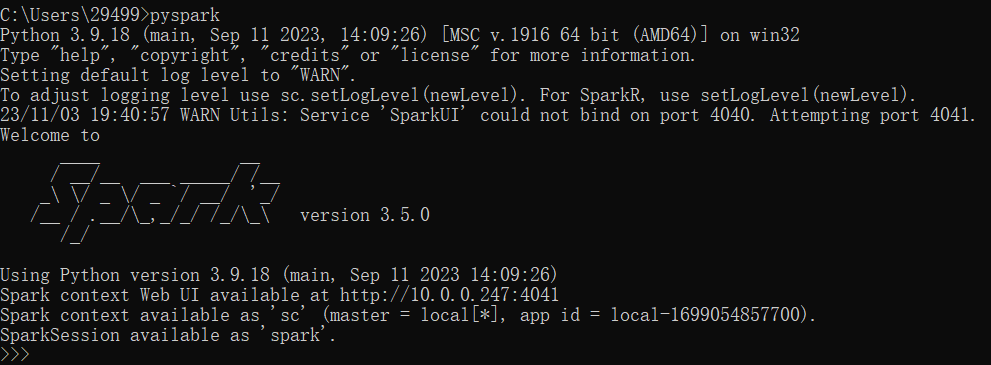 C:\Users\29499>pyspark
Python 3.9.18 (main, Sep 11 2023, 14:09:26) [MSC v.1916 64 bit (AMD64)] on win32
Type "help", "copyright", "credits" or "license" for more information.
Setting default log level to "WARN".
To adjust logging level use sc.setLogLevel(newLevel). For SparkR, use setLogLevel(newLevel).
23/11/03 19:40:57 WARN Utils: Service 'SparkUI' could not bind on port 4040. Attempting port 4041.
Welcome to
Spark version 3.5.0
Using Python version 3.9.18 (main, Sep 11 2023 14:09:26)
Spark context Web UI available at http://10.0.0.247:4041
Spark context available as 'sc' (master = local[*], app id = local-1699054857700).
SparkSession available as 'spark'.
>>>